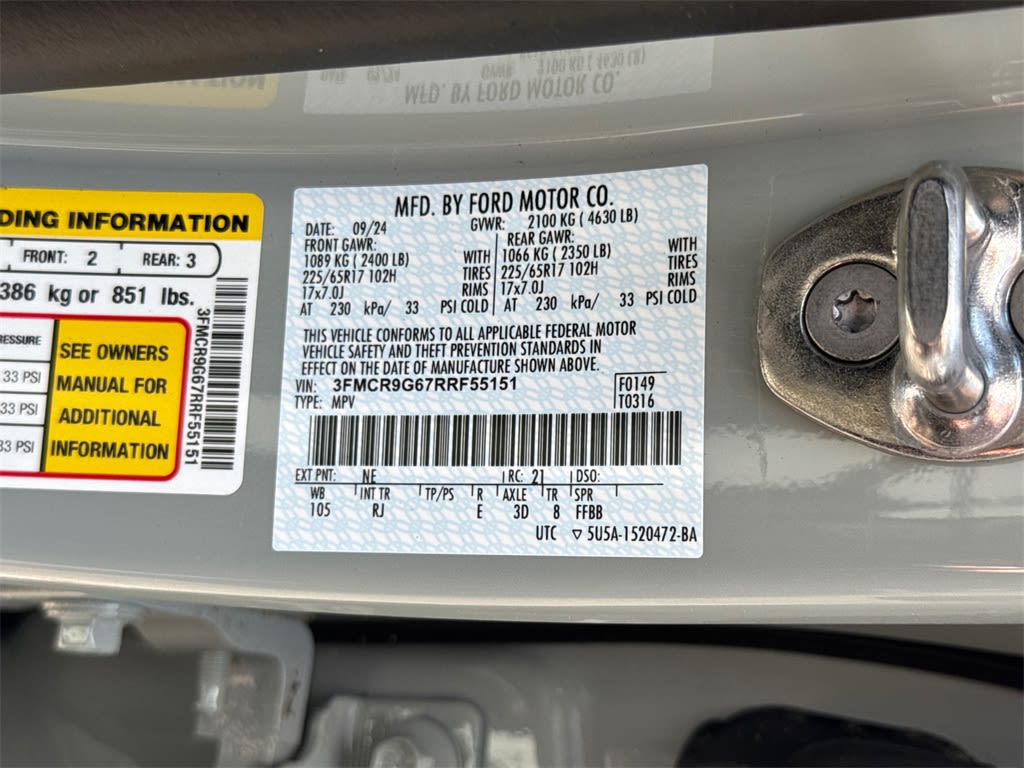 DING INFORMATION
FRONT: 2 REAR: 3
386 kg or 851 lbs.
RESSURE
33 PSI
33 PSI
33 PSI
SEE OWNERS
MANUAL FOR
ADDITIONAL
INFORMATION
3FMCR9G67RRF55151
MFD. BY FORD MOTOR CO.
DATE: 09/24 GVWR: 2100 KG ( 4630 LB)
FRONT GAWR: REAR GAWR:
1089 KG ( 2400 LB) WITH 1066 KG ( 2350 LB) WITH
225/65R17 102H TIRES 225/65R17 102H TIRES
17x7.0J RIMS 17x7.0J RIMS
AT 230 kPa/ 33 PSI COLD AT 230 kPa/ 33 PSI COLD
THIS VEHICLE CONFORMS TO ALL APPLICABLE FEDERAL MOTOR
VEHICLE SAFETY AND THEFT PREVENTION STANDARDS IN
EFFECT ON THE DATE OF MANUFACTURE SHOWN ABOVE.
VIN: 3FMCR9G67RRF55151 F0149
TYPE: MPV T0316
EXT PNT: NE RC: 21 DSO:
WB INT TR TP/PS R AXLE TR SPR
105 RJ E 3D 8 FFBB
UTC ▽ 5U5A-1520472-BA